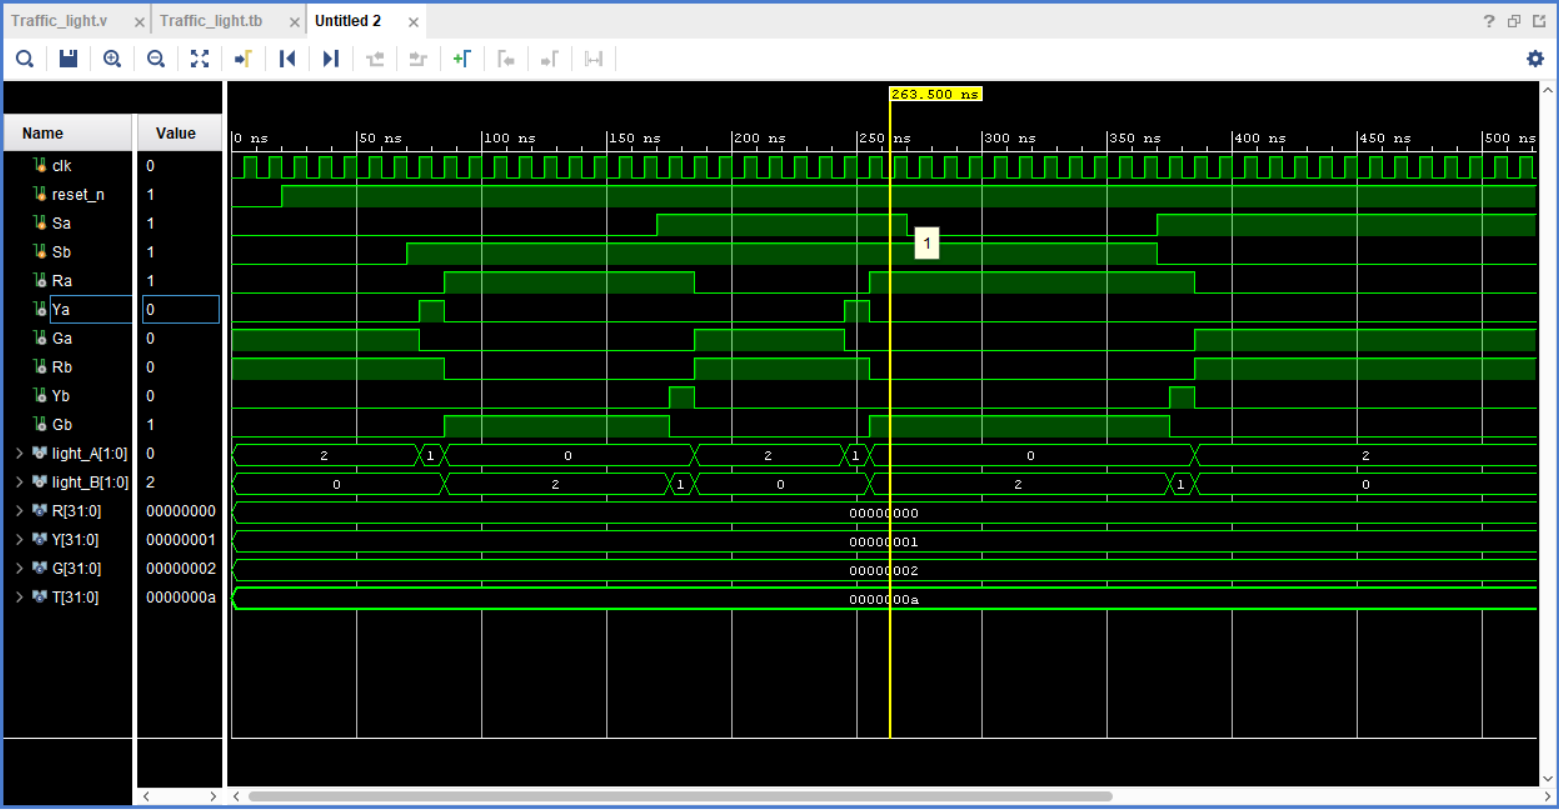 Traffic_light.v × Traffic_light.tb × Untitled 2 × ?
263.500 ns
Name Value 0 ns 50 ns 100 ns 150 ns 200 ns 250 ns 300 ns 350 ns 400 ns 450 ns 500 ns
clk 0
reset_n 1
Sa 1
Sb 1 1
Ra 1
Ya 0
Ga 0
Rb 0
Yb 0
Gb 1
light_A[1:0] 0 2 1 0 2 1 0 2
light_B[1:0] 2 0 2 1 0 2 1 0
R[31:0] 00000000 00000000
Y[31:0] 00000001 00000001
G[31:0] 00000002 00000002
T[31:0] 0000000a 0000000a